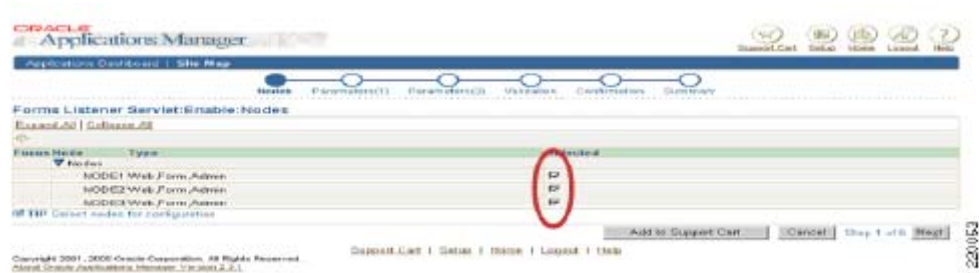 ORACLE
Applications Manager
Support Cart Setup Home Logout Help
Applications Dashboard | Site Map
Nodes Parameters(1) Parameters(2) Validation Confirmation Summary
Forms Listener Servlet:Enable:Nodes
Expand All | Collapse All
Focus Node Type Selected
Nodes
NODE1 Web,Form,Admin
NODE2 Web,Form,Admin
NODE3 Web,Form,Admin
TIP Select nodes for configuration
Add to Support Cart Cancel Step 1 of 6 Next
Support Cart | Setup | Home | Logout | Help
Copyright 2001, 2005 Oracle Corporation. All Rights Reserved.
About Oracle Applications Manager Version 2.3.1